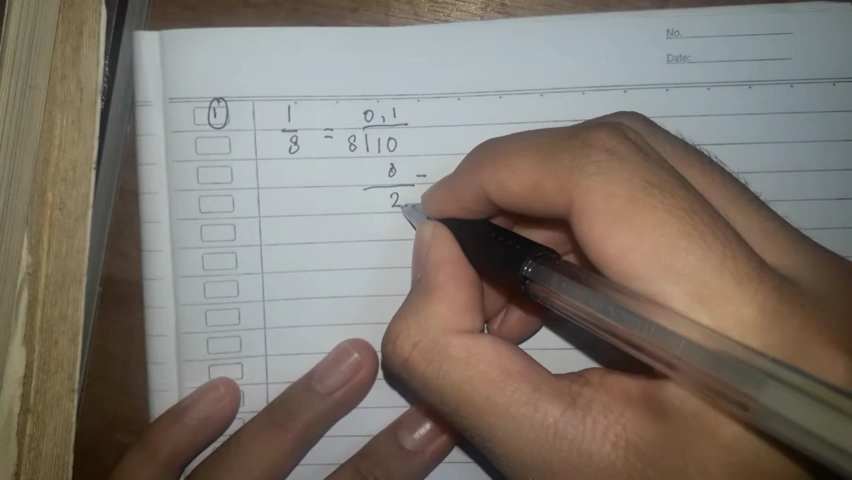 No.
Date:
1
1/8 = 0,1
8 10
8 -
2